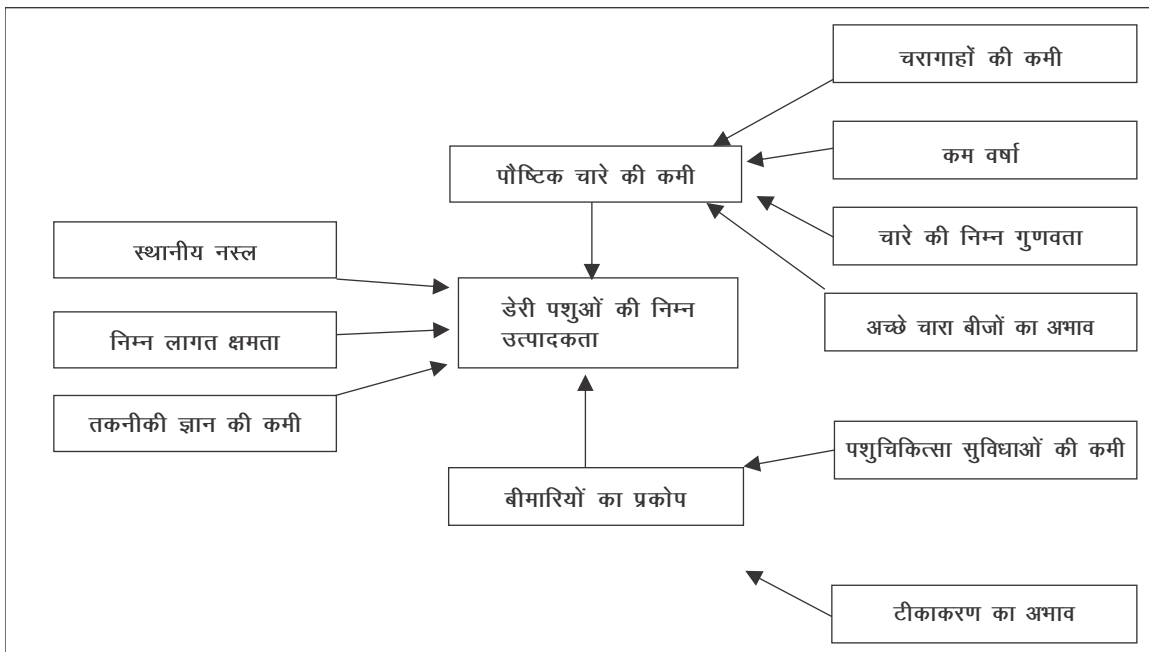 चरागाहों की कमी
कम वर्षा
पौष्टिक चारे की कमी
चारे की निम्न गुणवता
स्थानीय नस्ल
डेरी पशुओं की निम्न
उत्पादकता
अच्छे चारा बीजों का अभाव
निम्न लागत क्षमता
तकनीकी ज्ञान की कमी
पशुचिकित्सा सुविधाओं की कमी
बीमारियों का प्रकोप
टीकाकरण का अभाव